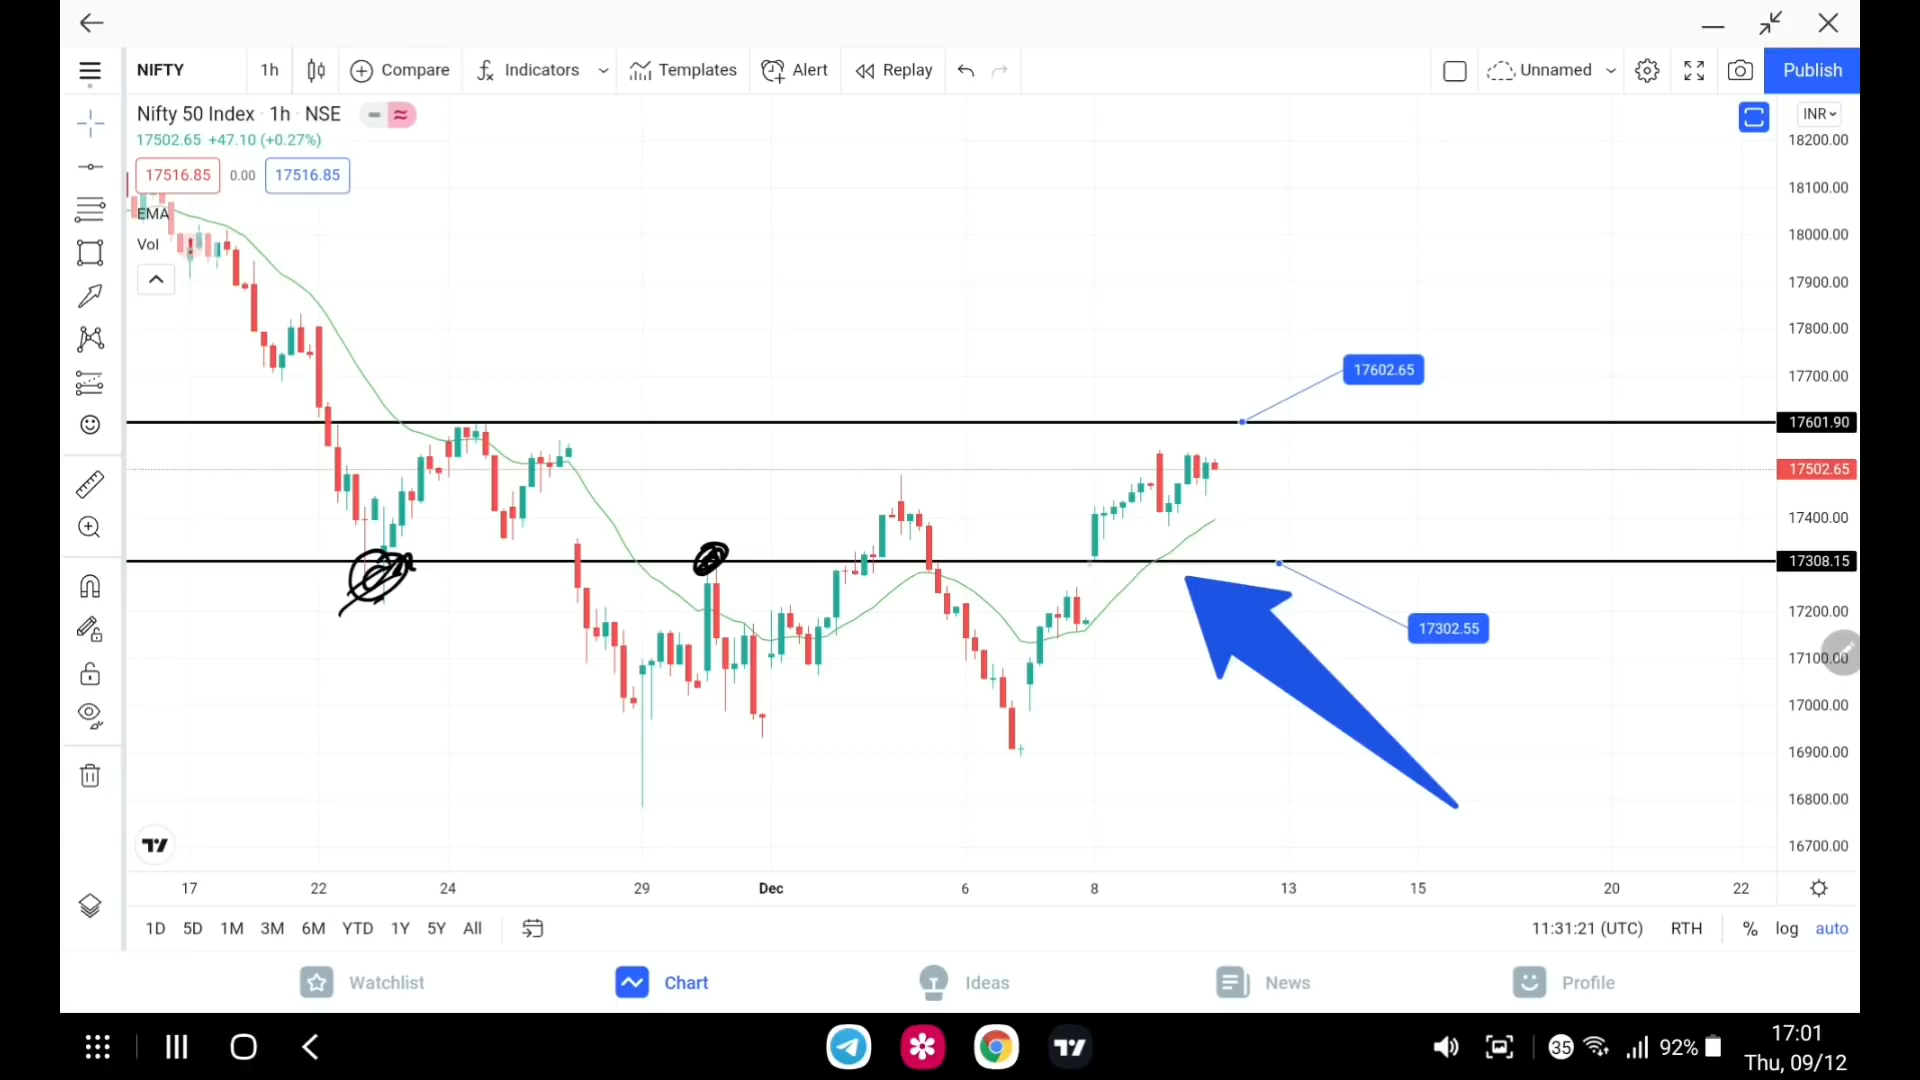 NIFTY 1h Compare Indicators Templates Alert Replay Unnamed Publish
Nifty 50 Index · 1h · NSE
INR
17502.65 +47.10 (+0.27%)
17516.85 0.00 17516.85
EMA
Vol
18200.00
18100.00
18000.00
17900.00
17800.00
17700.00
17601.90
17502.65
17400.00
17308.15
17200.00
17100.00
17000.00
16900.00
16800.00
16700.00
17602.65
17302.55
17 22 24 29 Dec 6 8 13 15 20 22
1D 5D 1M 3M 6M YTD 1Y 5Y All
11:31:21 (UTC) RTH % log auto
Watchlist Chart Ideas News Profile
35 92% 17:01
Thu, 09/12